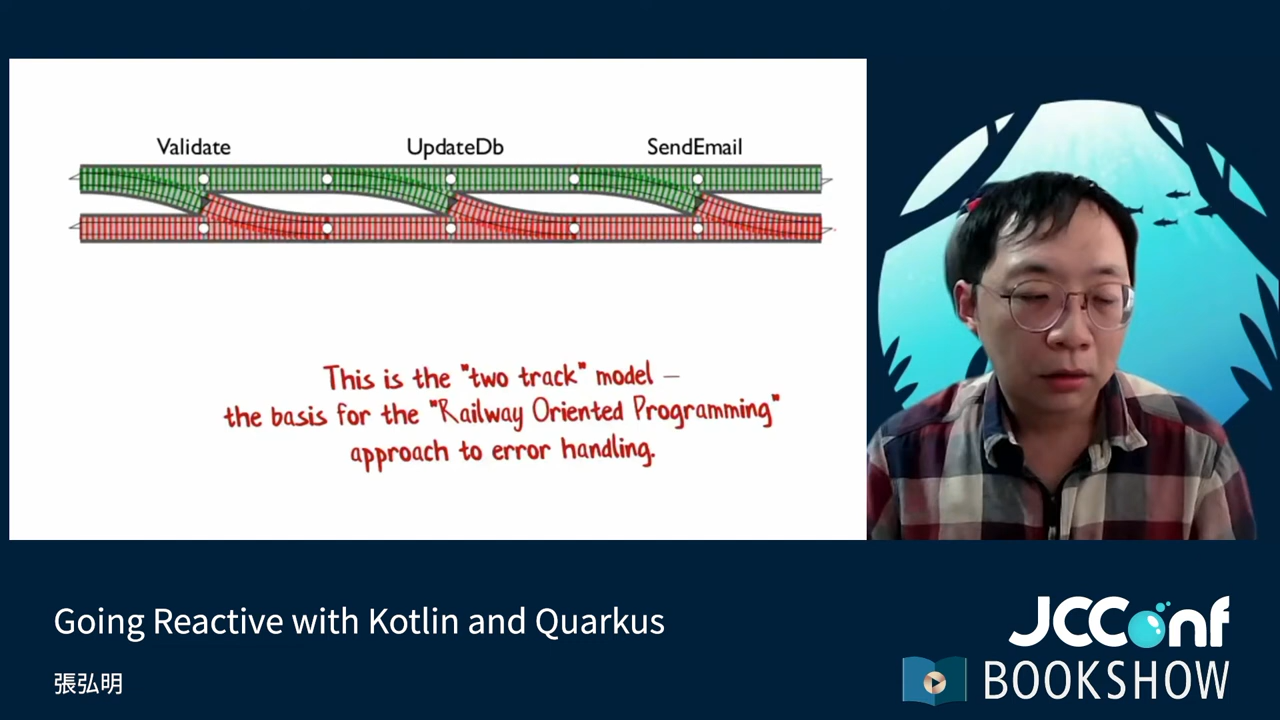 Validate
UpdateDb
SendEmail
This is the "two track" model –
the basis for the "Railway Oriented Programming"
approach to error handling.
Going Reactive with Kotlin and Quarkus
張弘明
JCConf
BOOKSHOW